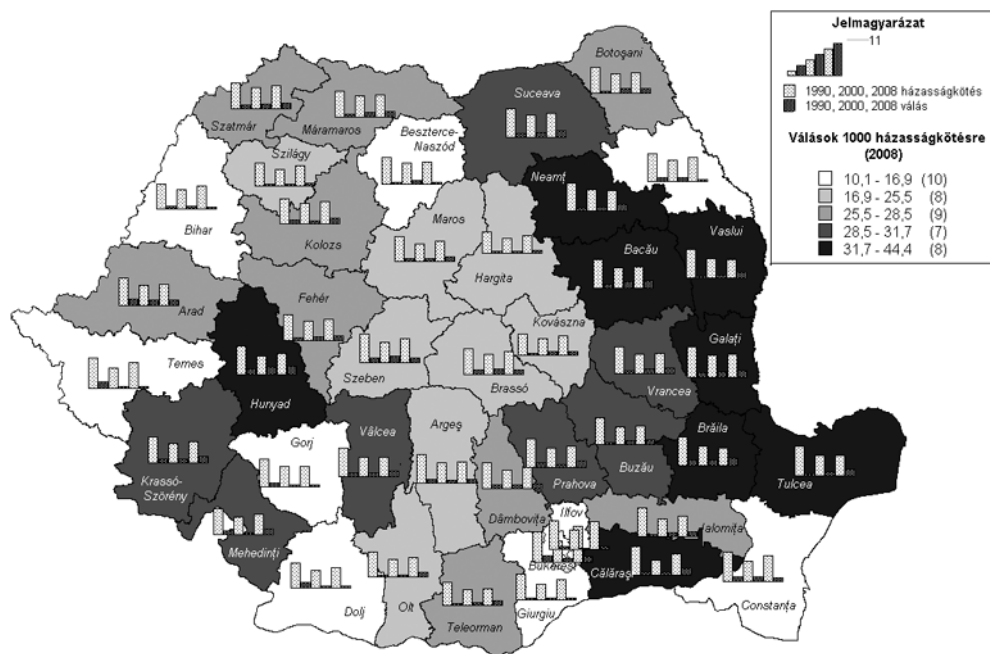 Jelmagyarázat
11
1990, 2000, 2008 házasságkötés
1990, 2000, 2008 válás
Válások 1000 házasságkötésre
(2008)
10,1 - 16,9 (10)
16,9 - 25,5 (8)
25,5 - 28,5 (9)
28,5 - 31,7 (7)
31,7 - 44,4 (8)
Botoşani
Suceava
Szatmár
Máramaros
Beszterce-
Naszód
Szilágy
Neamţ
Bihar
Kolozs
Maros
Vaslui
Bacău
Hargita
Arad
Fehér
Kovászna
Galaţi
Temes
Szeben
Brassó
Vrancea
Hunyad
Argeş
Gorj
Vâlcea
Brăila
Krassó-
Szörény
Prahova
Buzău
Tulcea
Dâmboviţa
Ilfov
Ialomiţa
Mehedinţi
Bukarest
Călăraşi
Dolj
Olt
Giurgiu
Constanţa
Teleorman